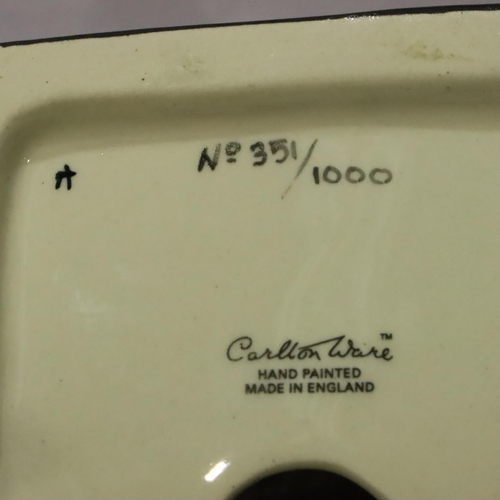 Nº 351/1000
A
Carlton Ware™
HAND PAINTED
MADE IN ENGLAND